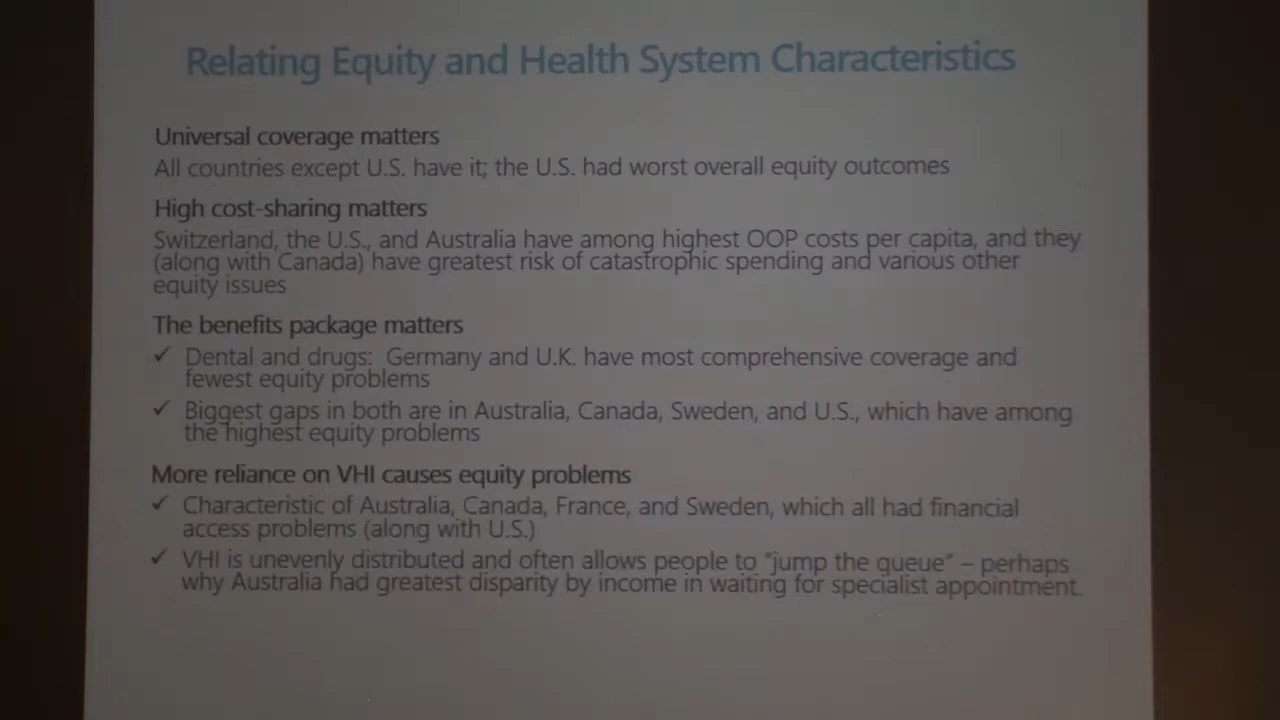 Relating Equity and Health System Characteristics
Universal coverage matters
All countries except U.S. have it; the U.S. had worst overall equity outcomes
High cost-sharing matters
Switzerland, the U.S., and Australia have among highest OOP costs per capita, and they
(along with Canada) have greatest risk of catastrophic spending and various other
equity issues
The benefits package matters
✓ Dental and drugs: Germany and U.K. have most comprehensive coverage and
fewest equity problems
✓ Biggest gaps in both are in Australia, Canada, Sweden, and U.S., which have among
the highest equity problems
More reliance on VHI causes equity problems
✓ Characteristic of Australia, Canada, France, and Sweden, which all had financial
access problems (along with U.S.)
✓ VHI is unevenly distributed and often allows people to "jump the queue" – perhaps
why Australia had greatest disparity by income in waiting for specialist appointment.